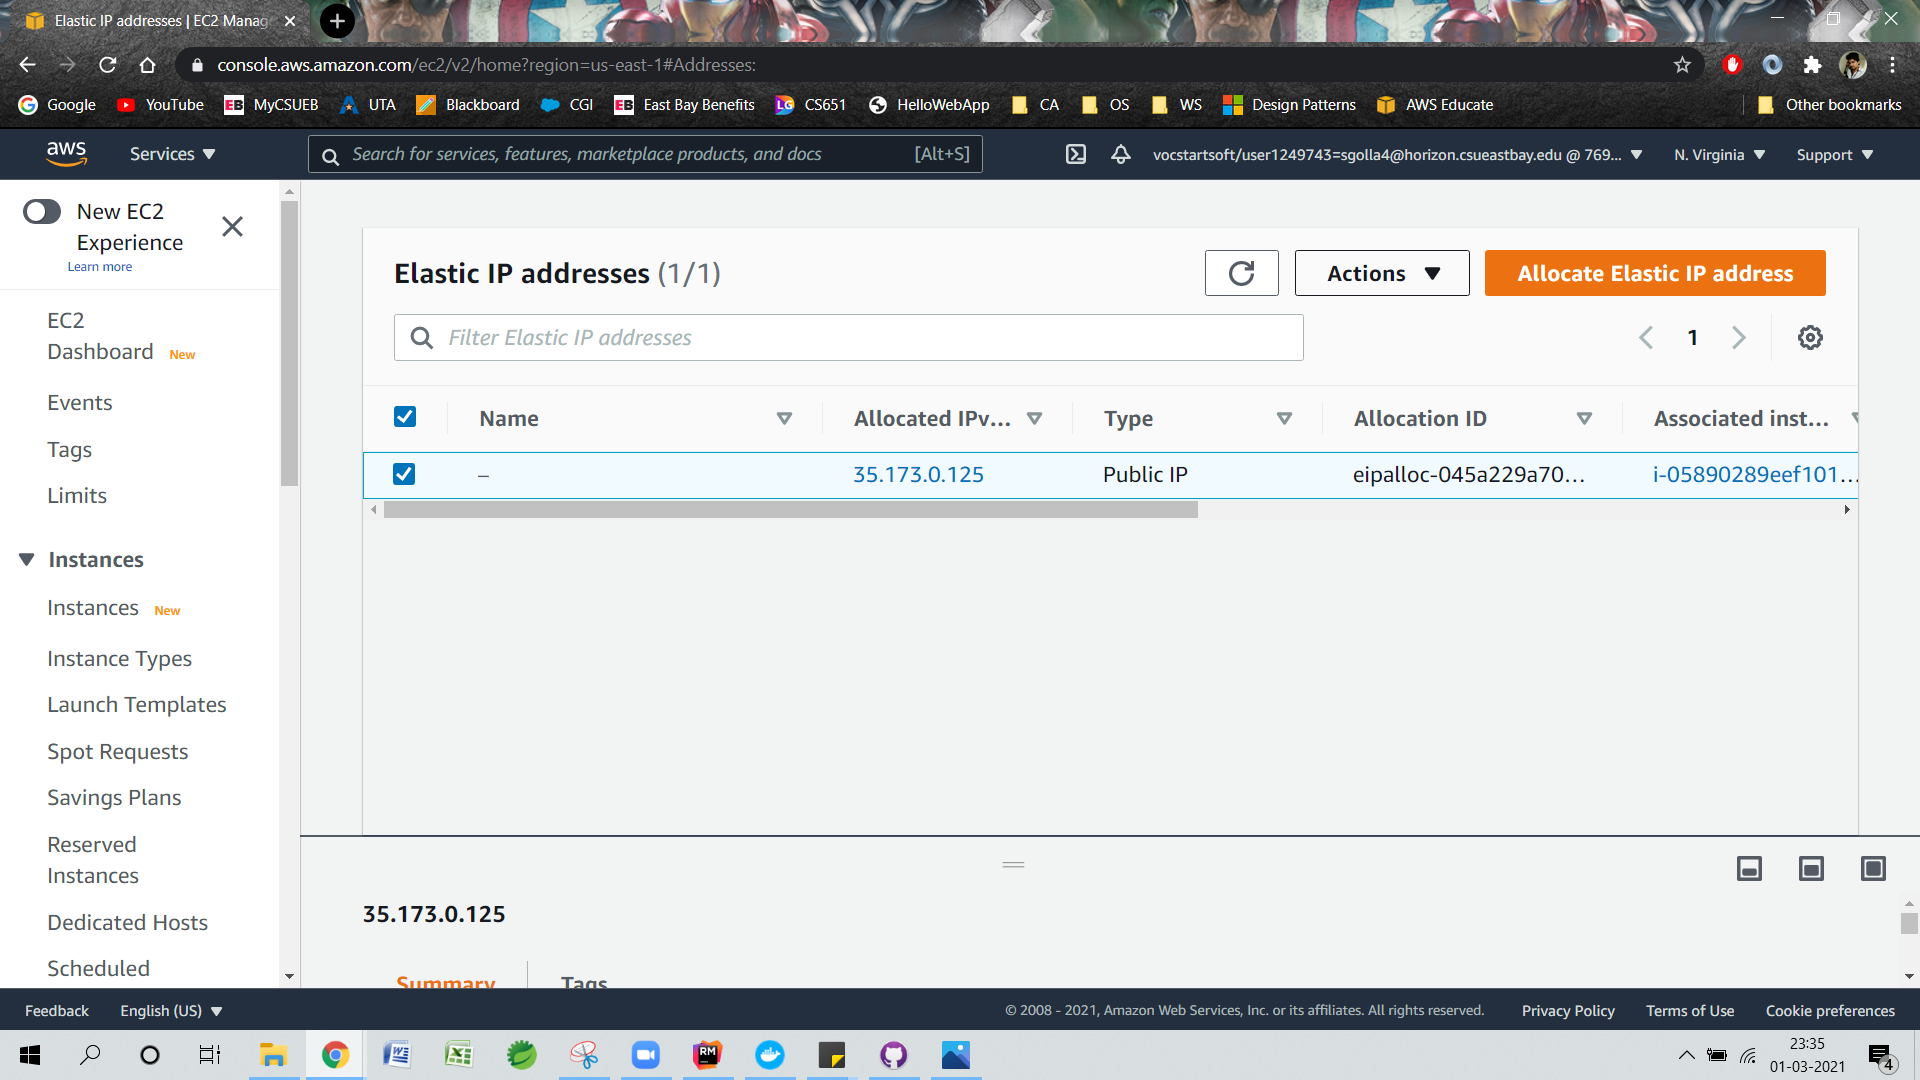 Elastic IP addresses | EC2 Manag
console.aws.amazon.com/ec2/v2/home?region=us-east-1#Addresses:
Google YouTube MyCSUEB UTA Blackboard CGI East Bay Benefits CS651 HelloWebApp CA OS WS Design Patterns AWS Educate Other bookmarks
aws Services Search for services, features, marketplace products, and docs [Alt+S] vocstartsoft/user1249743=sgolla4@horizon.csueastbay.edu @ 769... N. Virginia Support
New EC2
Experience
Learn more
EC2
Dashboard New
Events
Tags
Limits
Instances
Instances New
Instance Types
Launch Templates
Spot Requests
Savings Plans
Reserved
Instances
Dedicated Hosts
Scheduled
Elastic IP addresses (1/1) Actions Allocate Elastic IP address
Filter Elastic IP addresses 1
Name Allocated IPv... Type Allocation ID Associated inst...
– 35.173.0.125 Public IP eipalloc-045a229a70... i-05890289eef101...
35.173.0.125
Summary Tags
Feedback English (US) © 2008 - 2021, Amazon Web Services, Inc. or its affiliates. All rights reserved. Privacy Policy Terms of Use Cookie preferences
23:35
01-03-2021
4